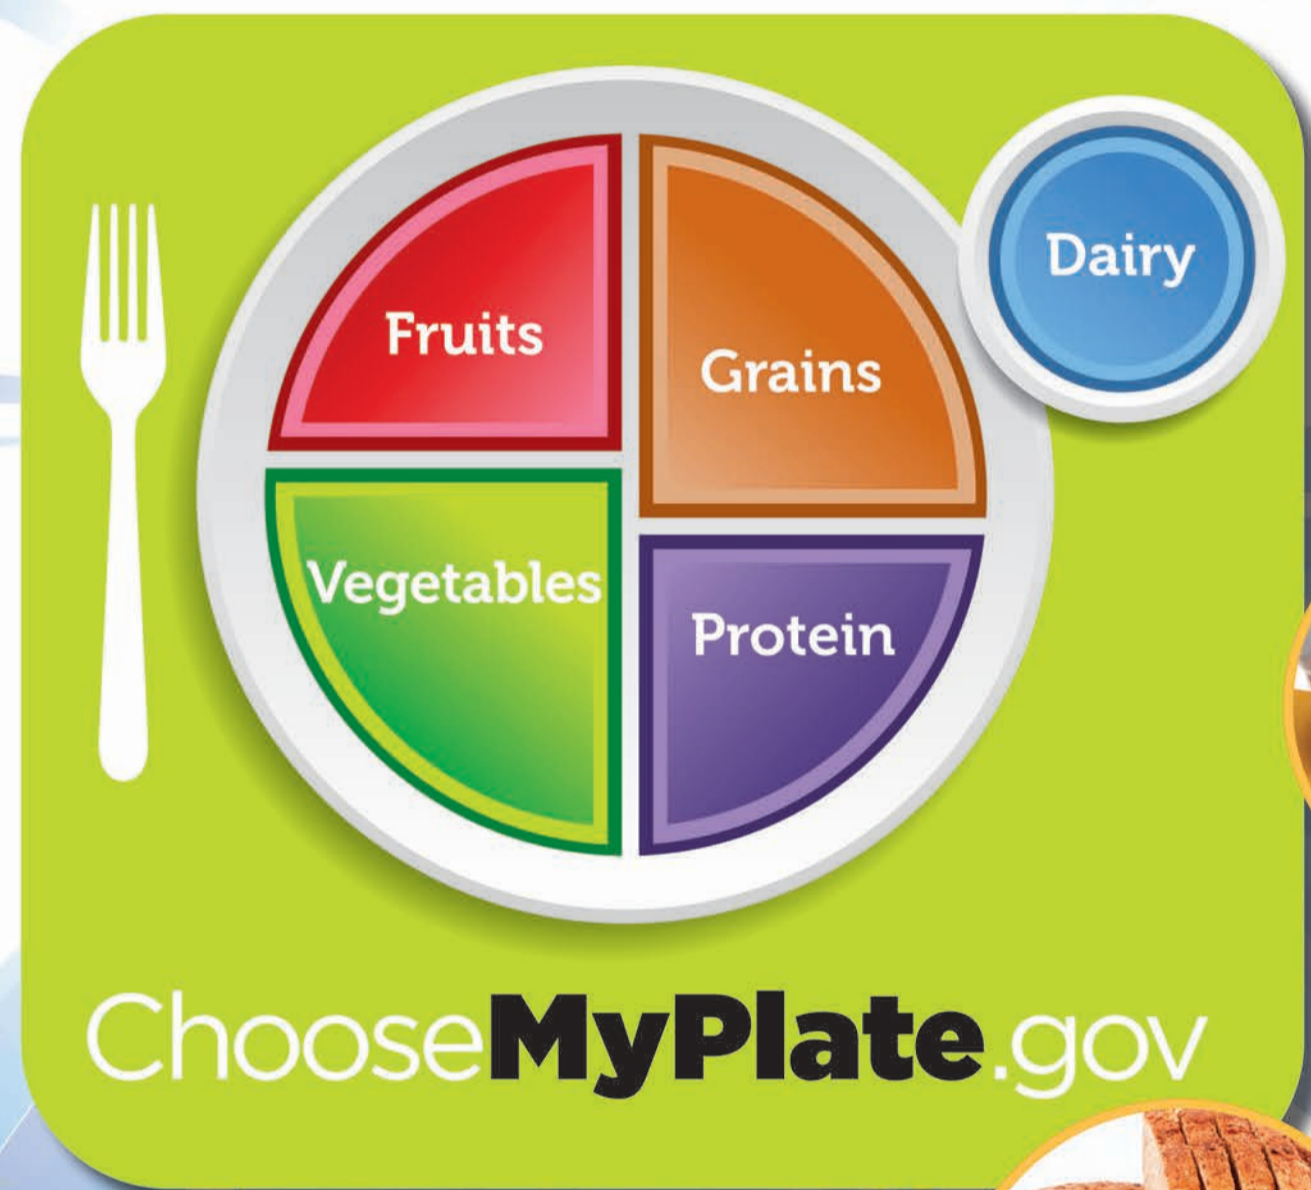 Fruits
Grains
Dairy
Vegetables
Protein
ChooseMyPlate.gov